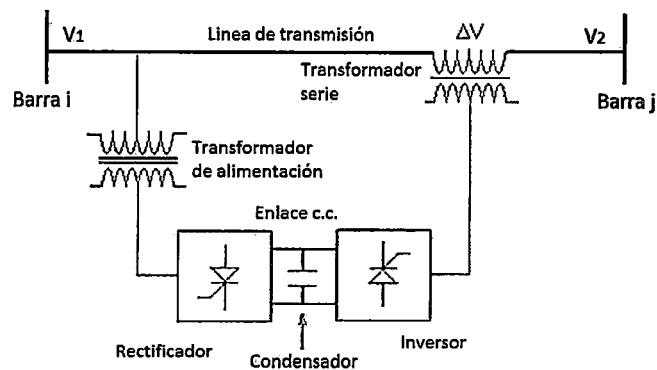 V1
Linea de transmisión
ΔV
V2
Barra i
Transformador
serie
Barra j
Transformador
de alimentación
Enlace c.c.
Rectificador
Condensador
Inversor